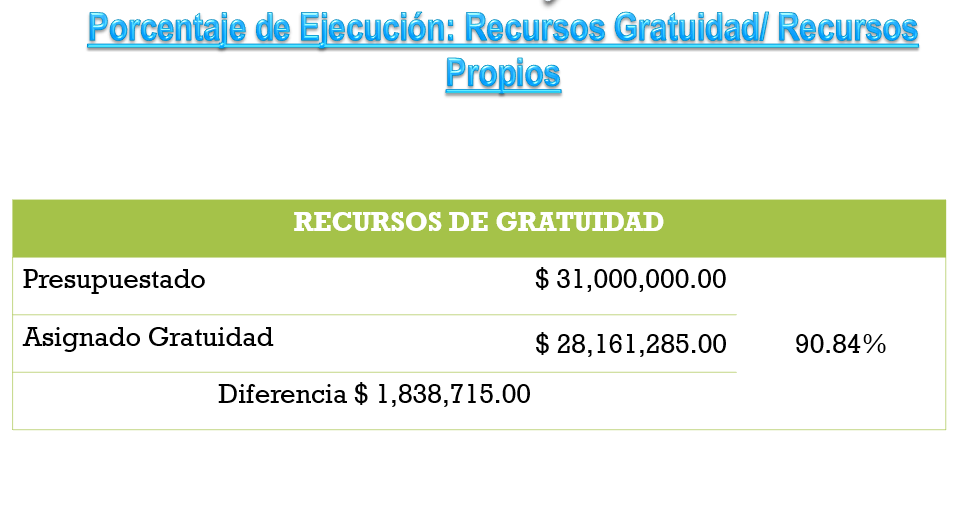 Porcentaje de Ejecución: Recursos Gratuidad/ Recursos
Propios
RECURSOS DE GRATUIDAD
Presupuestado $ 31,000,000.00
Asignado Gratuidad $ 28,161,285.00 90.84%
Diferencia $ 1,838,715.00